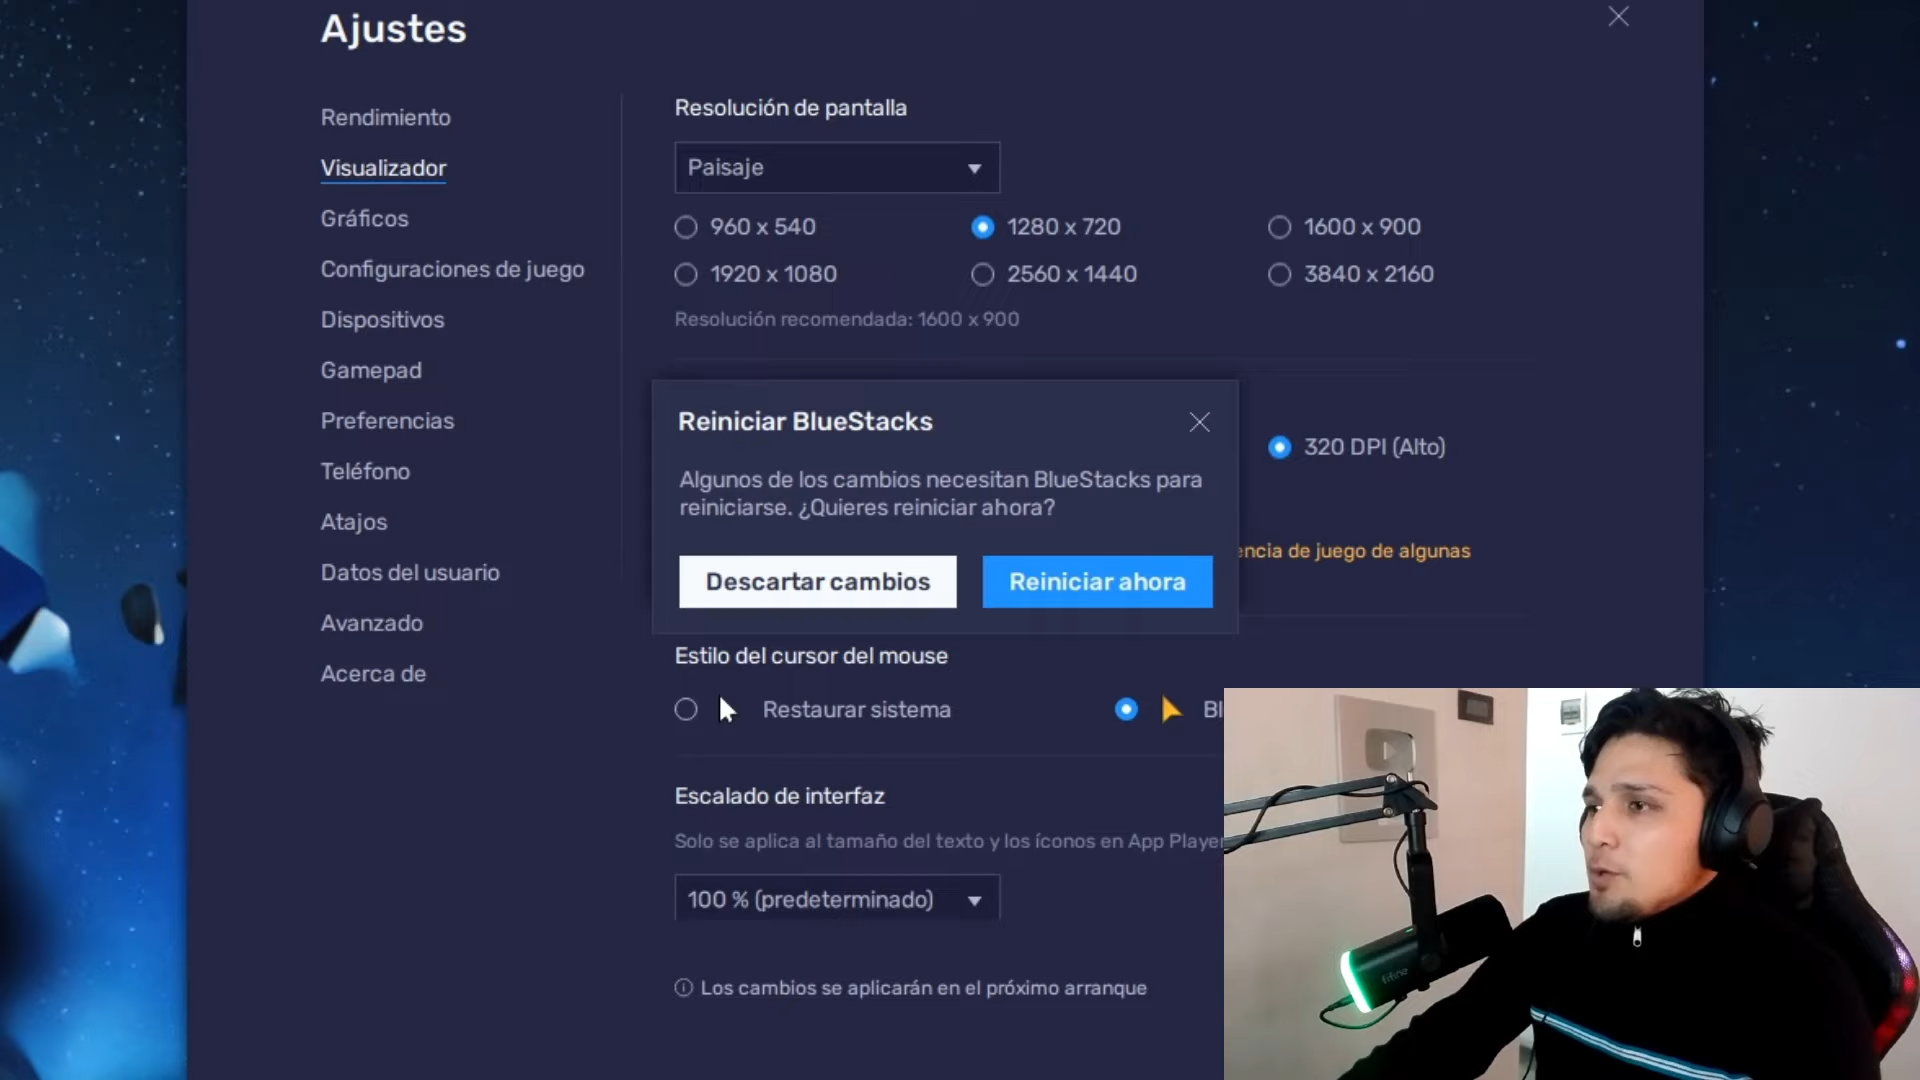 Ajustes
Rendimiento
Visualizador
Gráficos
Configuraciones de juego
Dispositivos
Gamepad
Preferencias
Teléfono
Atajos
Datos del usuario
Avanzado
Acerca de
Resolución de pantalla
Paisaje
960 x 540
1280 x 720
1600 x 900
1920 x 1080
2560 x 1440
3840 x 2160
Resolución recomendada: 1600 x 900
320 DPI (Alto)
encia de juego de algunas
Reiniciar BlueStacks
Algunos de los cambios necesitan BlueStacks para
reiniciarse. ¿Quieres reiniciar ahora?
Descartar cambios
Reiniciar ahora
Estilo del cursor del mouse
Restaurar sistema
Bl
Escalado de interfaz
Solo se aplica al tamaño del texto y los íconos en App Player
100 % (predeterminado)
Los cambios se aplicarán en el próximo arranque